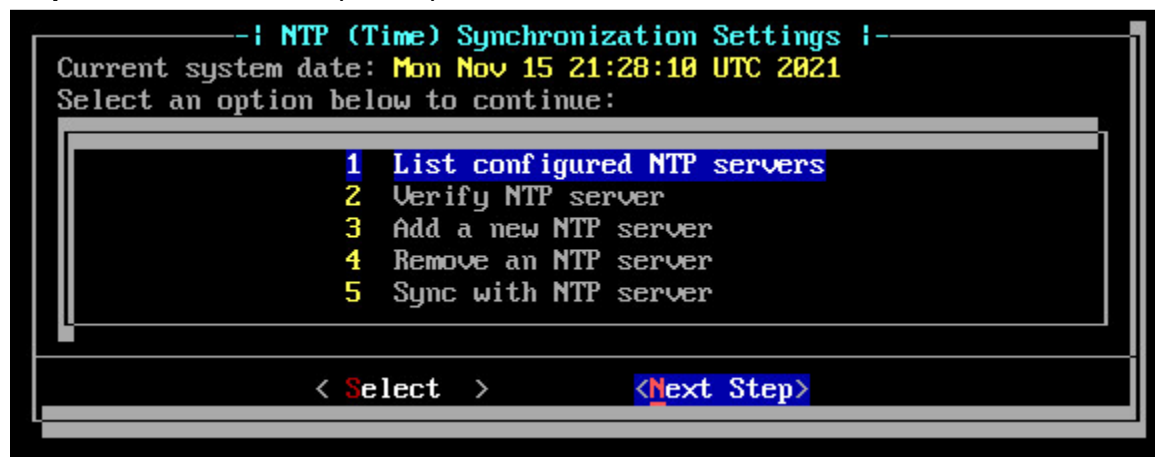 -| NTP (Time) Synchronization Settings |-
Current system date: Mon Nov 15 21:28:10 UTC 2021
Select an option below to continue:
1 List configured NTP servers
2 Verify NTP server
3 Add a new NTP server
4 Remove an NTP server
5 Sync with NTP server
< Select > <Next Step>